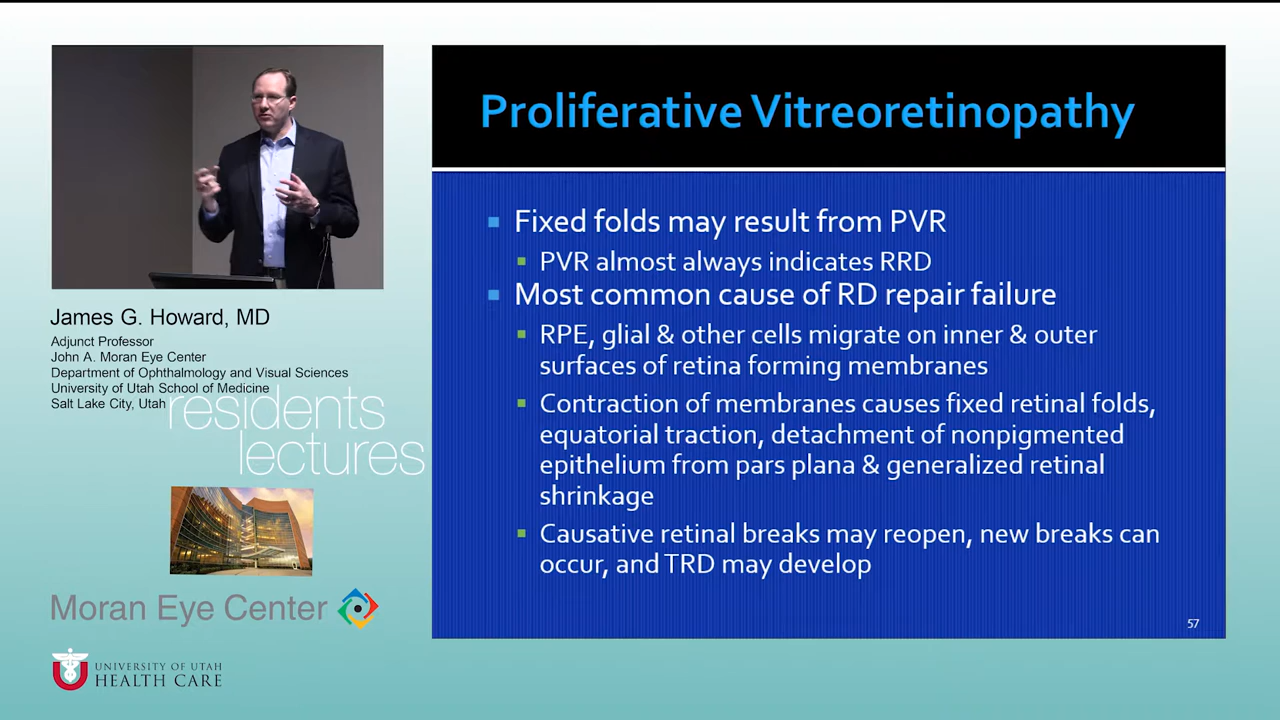 Proliferative Vitreoretinopathy
Fixed folds may result from PVR
PVR almost always indicates RRD
Most common cause of RD repair failure
RPE, glial & other cells migrate on inner & outer
surfaces of retina forming membranes
Contraction of membranes causes fixed retinal folds,
equatorial traction, detachment of nonpigmented
epithelium from pars plana & generalized retinal
shrinkage
Causative retinal breaks may reopen, new breaks can
occur, and TRD may develop
57
James G. Howard, MD
Adjunct Professor
John A. Moran Eye Center
Department of Ophthalmology and Visual Sciences
University of Utah School of Medicine
Salt Lake City, Utah
residents
lectures
Moran Eye Center
UNIVERSITY OF UTAH
HEALTH CARE